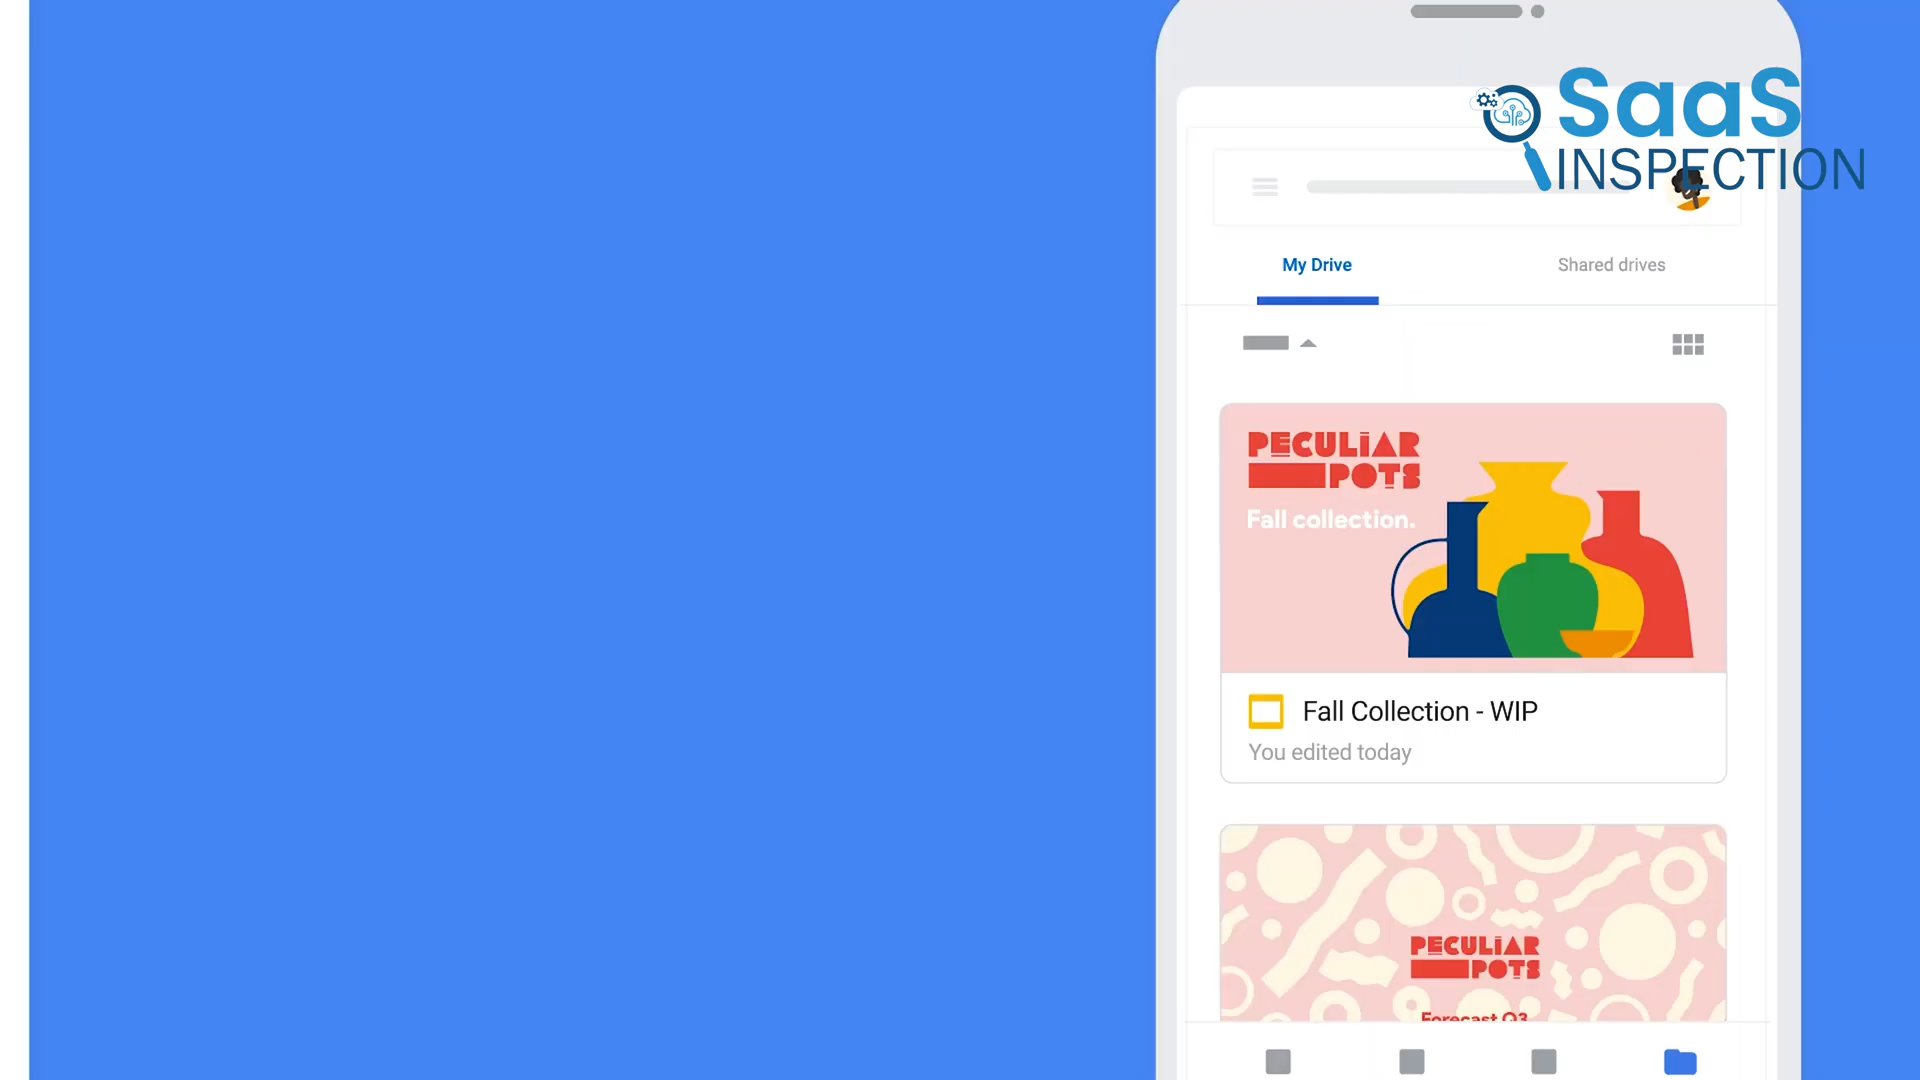 SaaS
INSPECTION
My Drive
Shared drives
PECULIAR
POTS
Fall collection.
Fall Collection - WIP
You edited today
PECULIAR
POTS
Forecast Q3